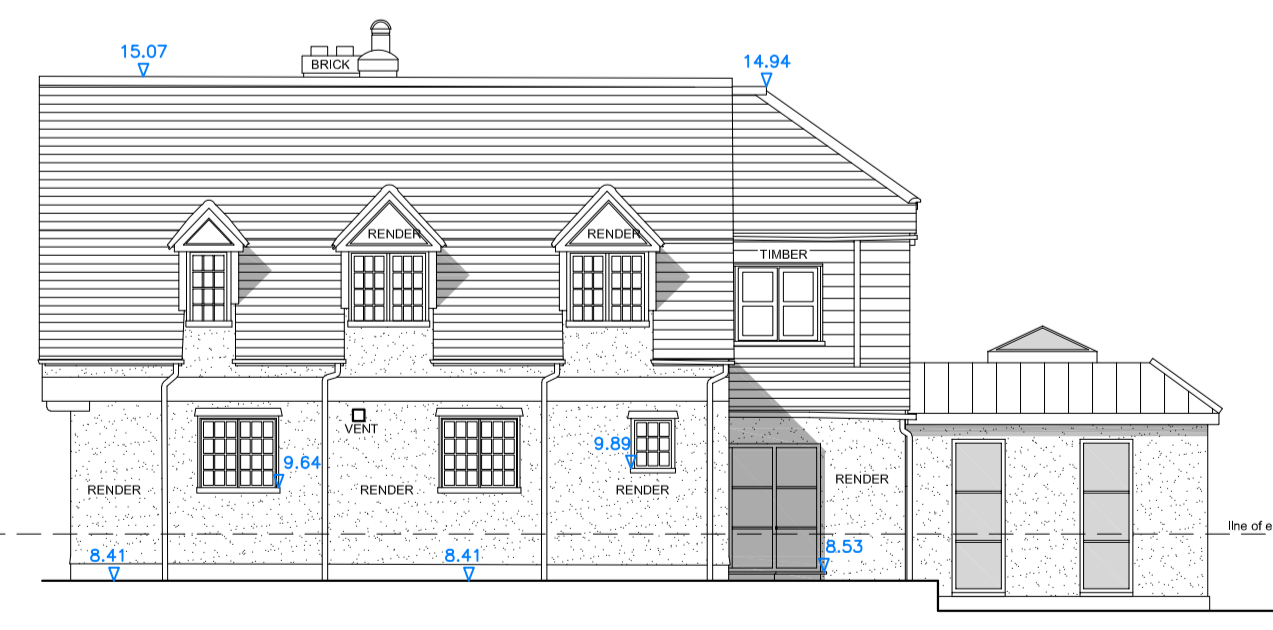 15.07
BRICK
14.94
RENDER
RENDER
TIMBER
VENT
9.89
9.64
RENDER
RENDER
RENDER
RENDER
line of e
8.41
8.41
8.53